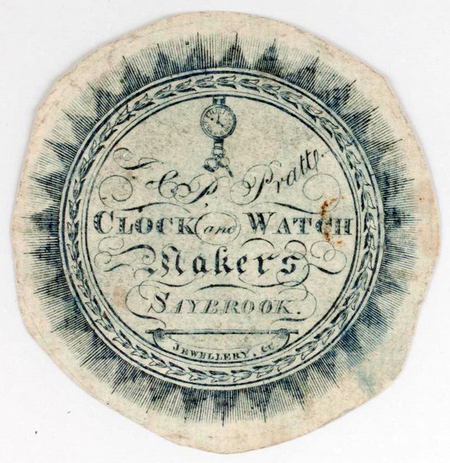 J. & P. Pratt.
CLOCK and WATCH
Makers
SAYBROOK.
JEWELLERY, &c